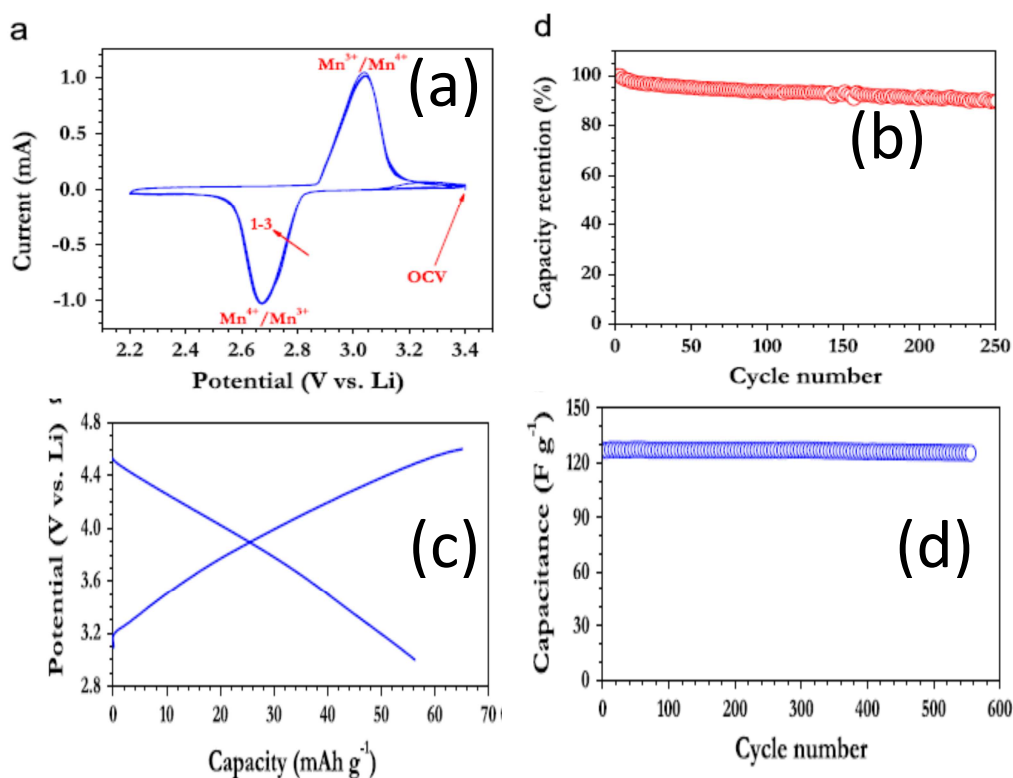 a
Mn³⁺/Mn⁴⁺
(a)
1.0
0.5
0.0
-0.5
-1.0
Current (mA)
1-3
OCV
Mn⁴⁺/Mn³⁺
2.2 2.4 2.6 2.8 3.0 3.2 3.4
Potential (V vs. Li)
d
100
80
60
40
20
0
Capacity retention (%)
(b)
0 50 100 150 200 250
Cycle number
4.8
4.4
4.0
3.6
3.2
2.8
Potential (V vs. Li)
(c)
0 10 20 30 40 50 60 70
Capacity (mAh g⁻¹)
150
120
90
60
30
0
Capacitance (F g⁻¹)
(d)
0 100 200 300 400 500 600
Cycle number